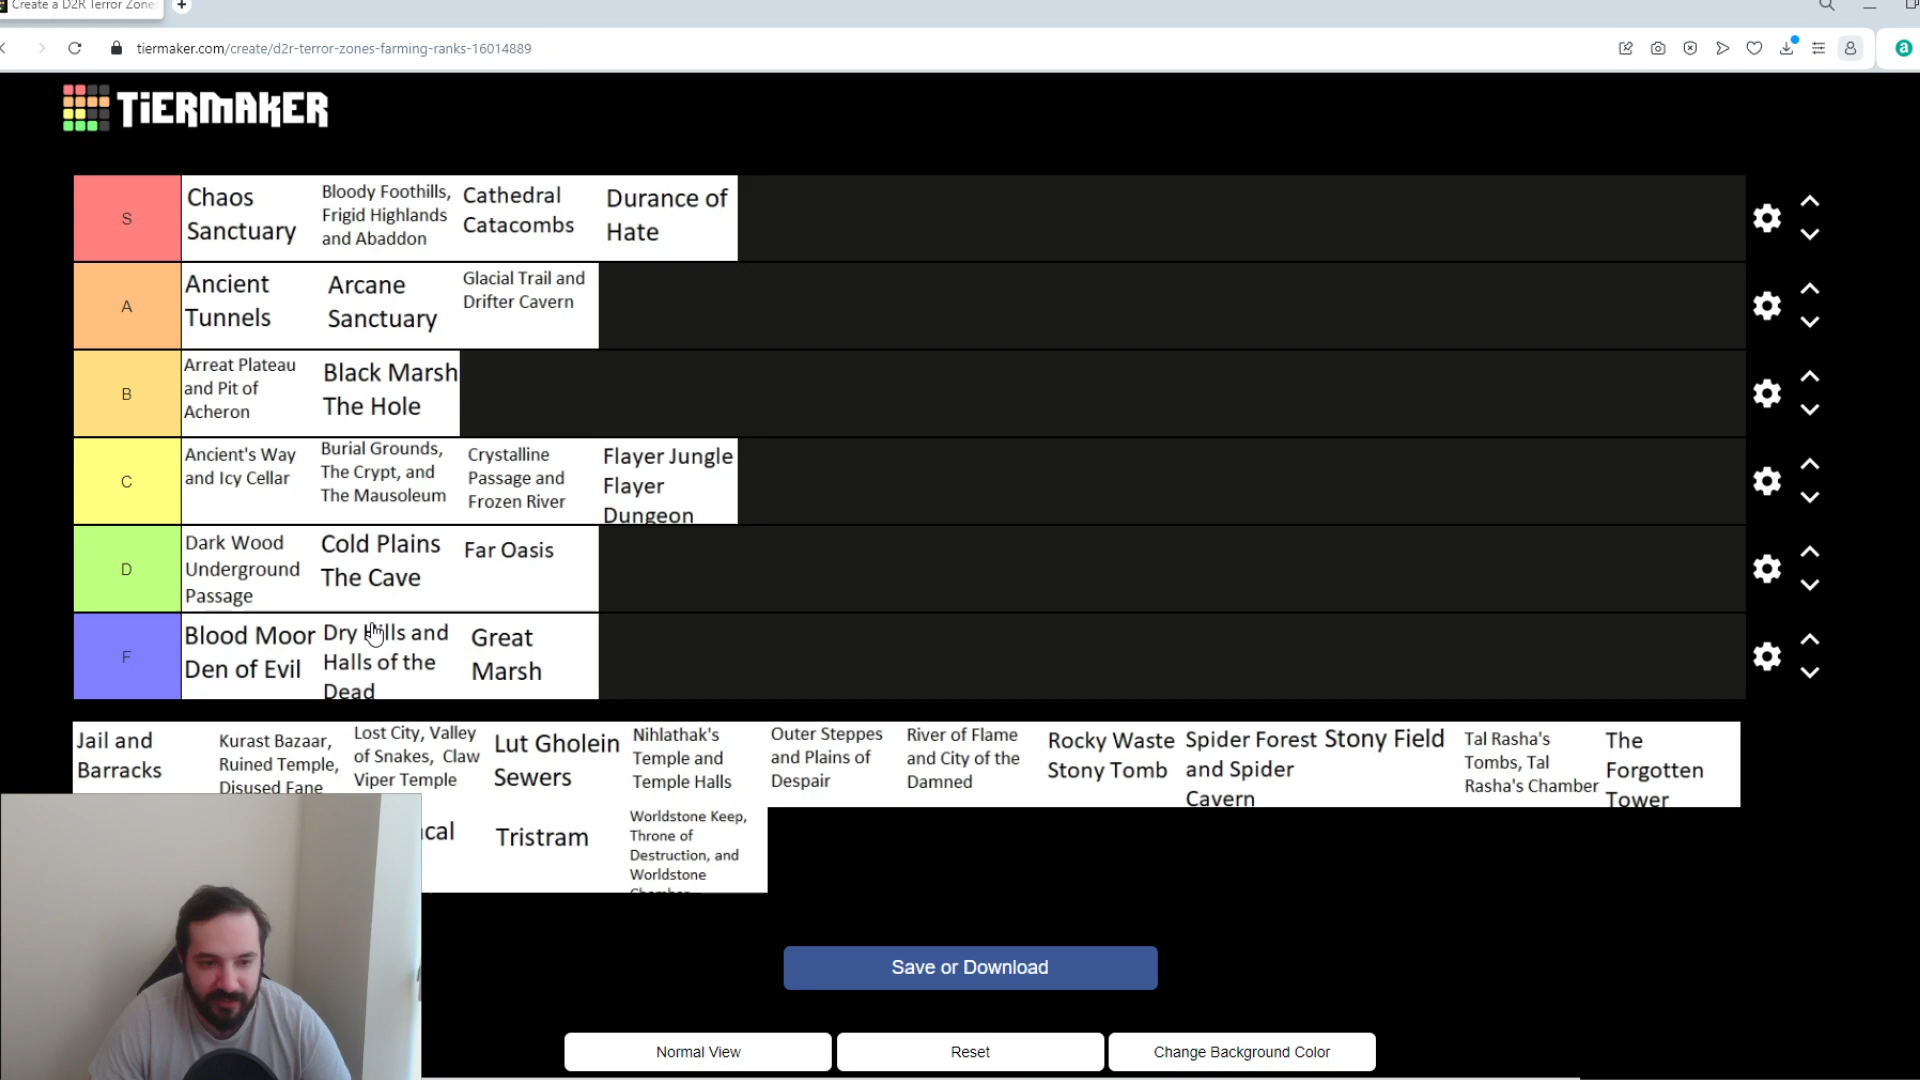 Create a D2R Terror Zone
tiermaker.com/create/d2r-terror-zones-farming-ranks-16014889
a
TiERMAKER
S
Chaos
Sanctuary
Bloody Foothills,
Frigid Highlands
and Abaddon
Cathedral
Catacombs
Durance of
Hate
A
Ancient
Tunnels
Arcane
Sanctuary
Glacial Trail and
Drifter Cavern
B
Arreat Plateau
and Pit of
Acheron
Black Marsh
The Hole
C
Ancient's Way
and Icy Cellar
Burial Grounds,
The Crypt, and
The Mausoleum
Crystalline
Passage and
Frozen River
Flayer Jungle
Flayer
Dungeon
D
Dark Wood
Underground
Passage
Cold Plains
The Cave
Far Oasis
F
Blood Moor
Den of Evil
Dry Hills and
Halls of the
Dead
Great
Marsh
Jail and
Barracks
Kurast Bazaar,
Ruined Temple,
Disused Fane
Lost City, Valley
of Snakes, Claw
Viper Temple
Lut Gholein
Sewers
Nihlathak's
Temple and
Temple Halls
Outer Steppes
and Plains of
Despair
River of Flame
and City of the
Damned
Rocky Waste
Stony Tomb
Spider Forest
and Spider
Cavern
Stony Field
Tal Rasha's
Tombs, Tal
Rasha's Chamber
The
Forgotten
Tower
cal
Tristram
Worldstone Keep,
Throne of
Destruction, and
Worldstone
Save or Download
Normal View
Reset
Change Background Color